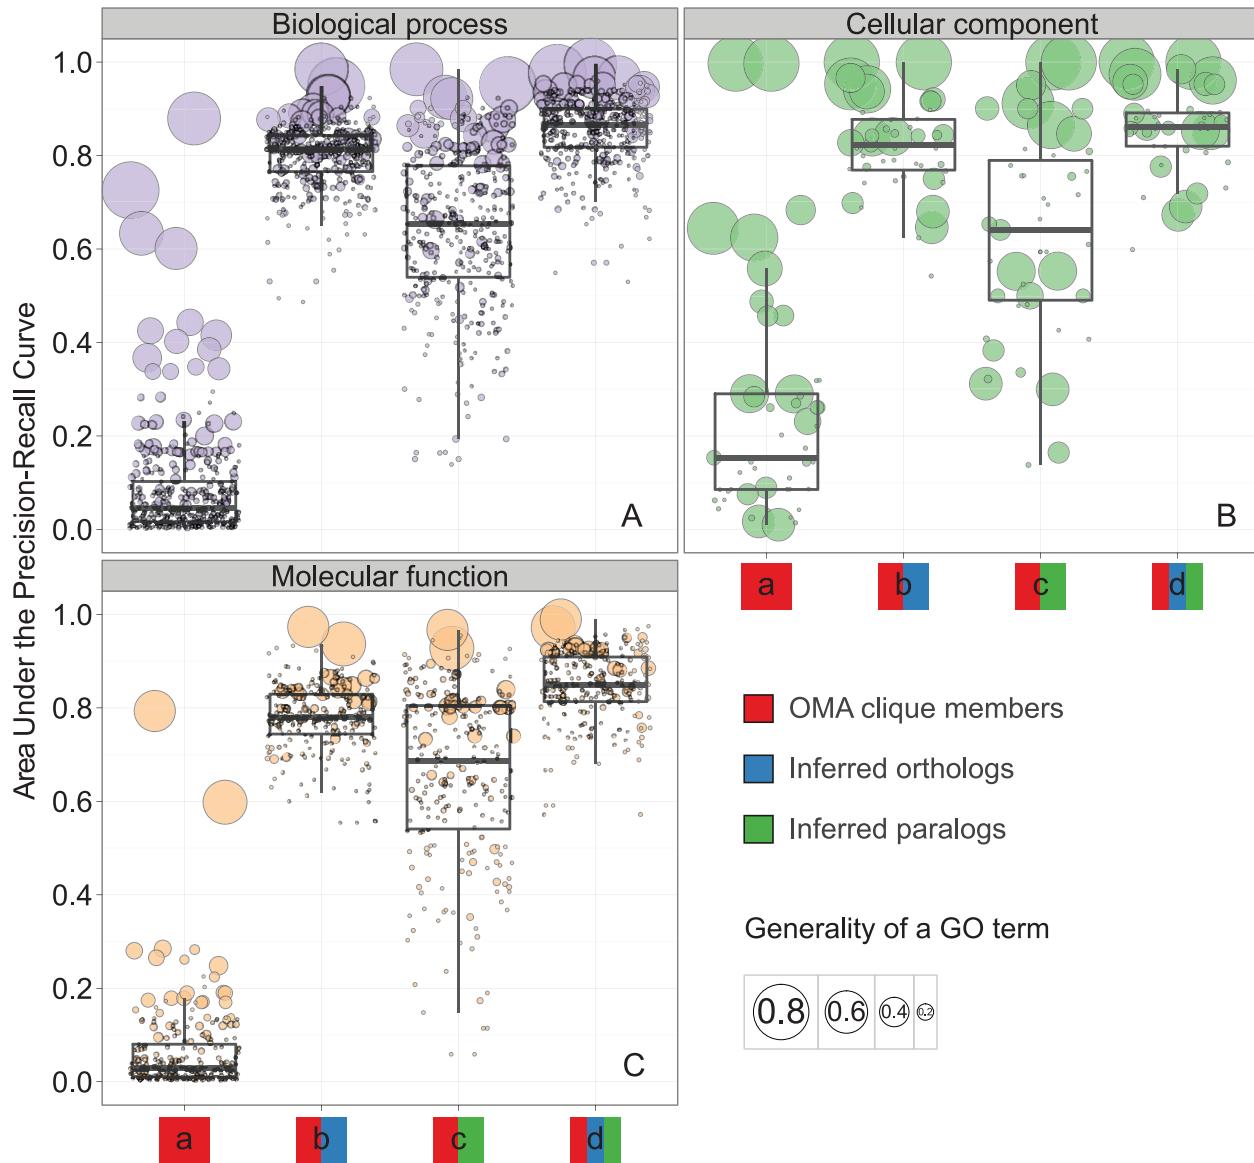 Biological process
Cellular component
Area Under the Precision-Recall Curve
1.0
0.8
0.6
0.4
0.2
0.0
A
B
a
b
c
d
Molecular function
1.0
0.8
0.6
0.4
0.2
0.0
C
a
b
c
d
OMA clique members
Inferred orthologs
Inferred paralogs
Generality of a GO term
0.8 0.6 0.4 0.2